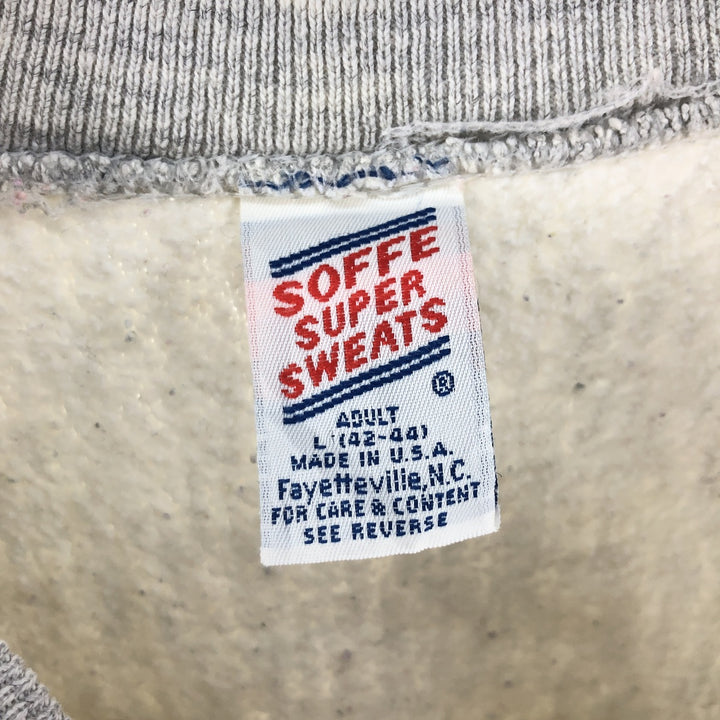 SOFFE
SUPER
SWEATS
®
ADULT
L (42-44)
MADE IN U.S.A.
Fayetteville, N.C.
FOR CARE & CONTENT
SEE REVERSE